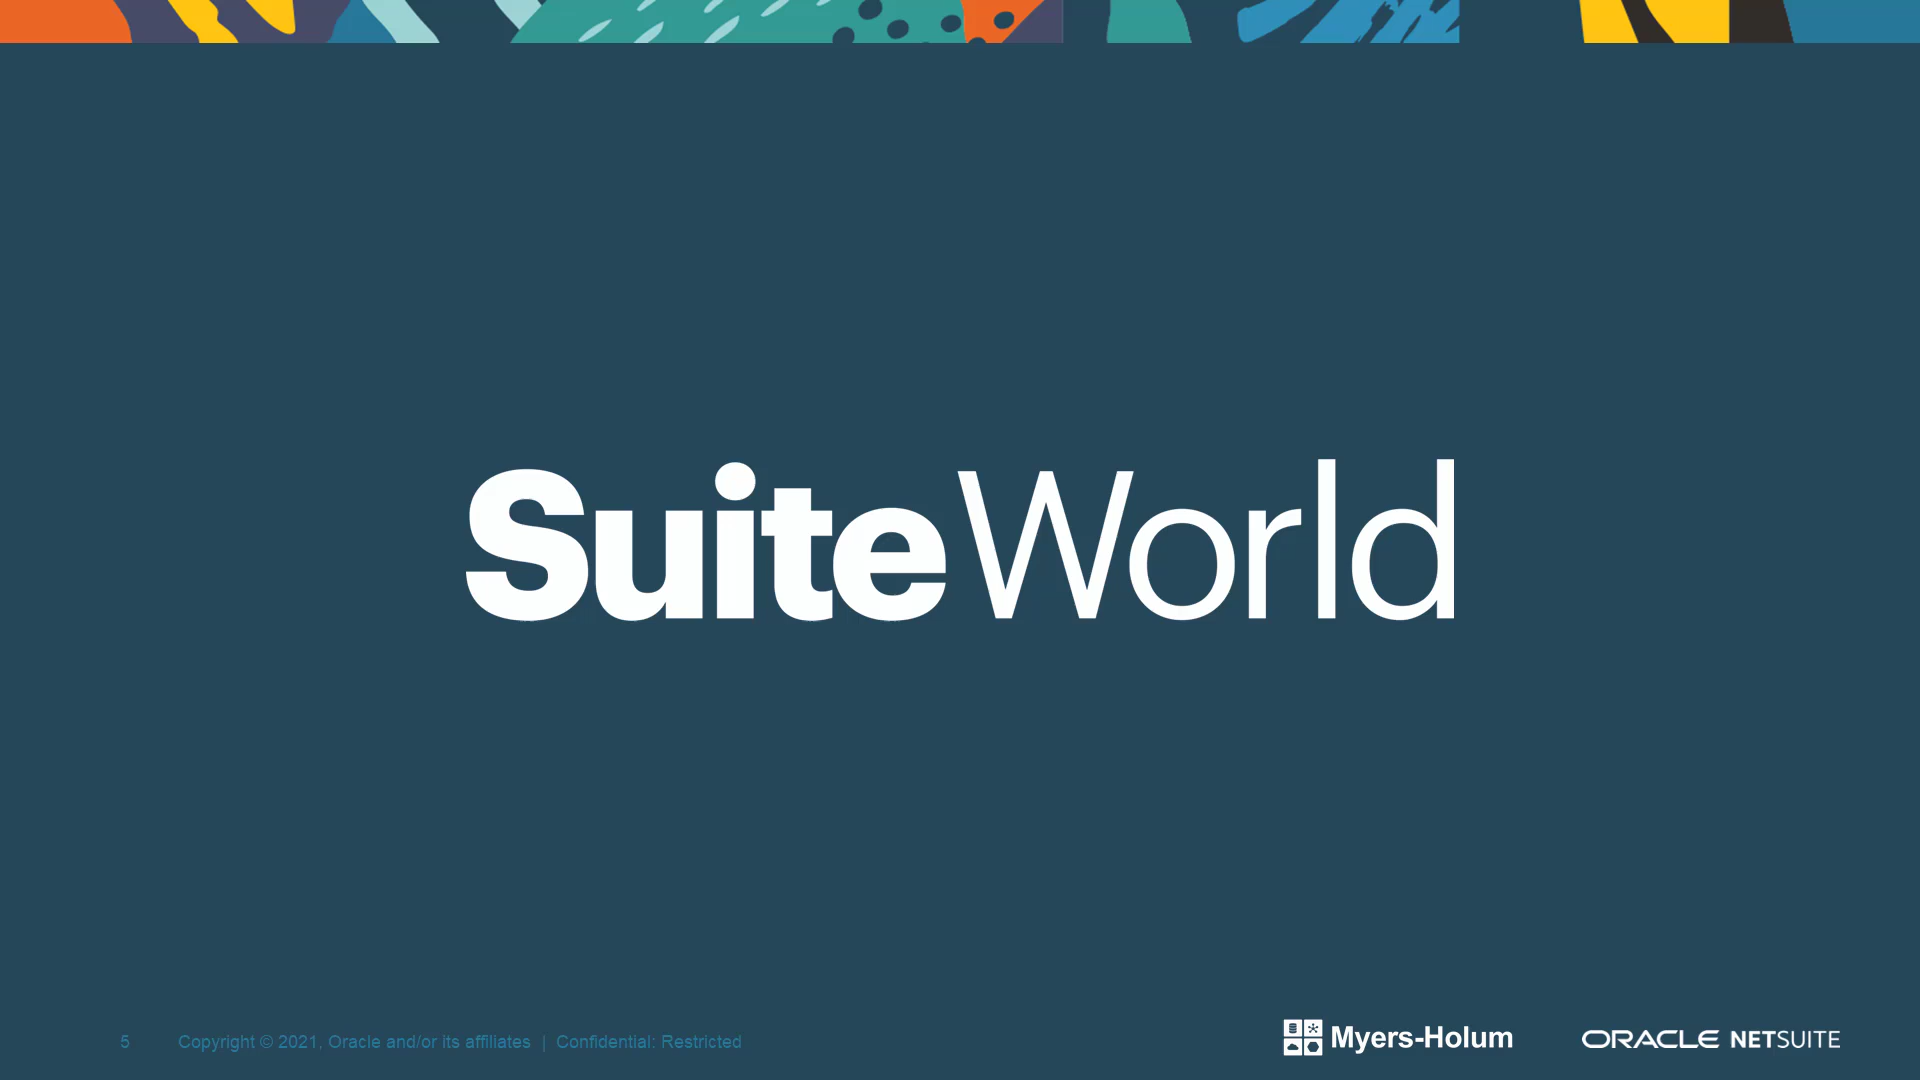 SuiteWorld
5 Copyright © 2021, Oracle and/or its affiliates | Confidential: Restricted
Myers-Holum
ORACLE NETSUITE